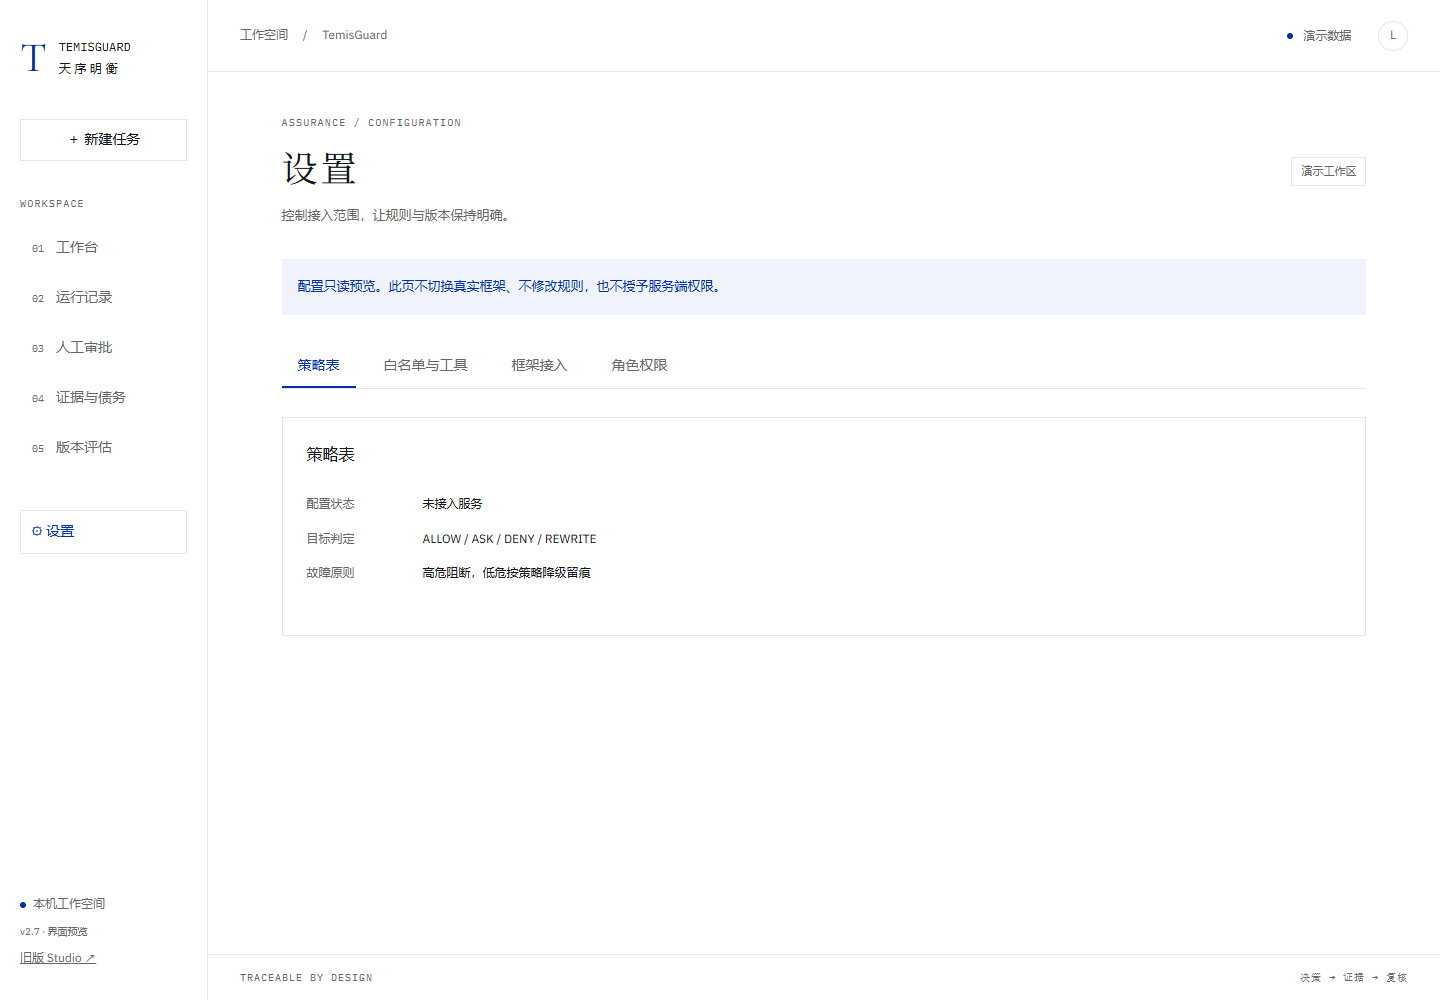 T
TEMISGUARD
天序明衡
+ 新建任务
WORKSPACE
01 工作台
02 运行记录
03 人工审批
04 证据与债务
05 版本评估
设置
本机工作空间
v2.7 · 界面预览
旧版 Studio ↗
工作空间 / TemisGuard
演示数据
L
ASSURANCE / CONFIGURATION
设置
演示工作区
控制接入范围，让规则与版本保持明确。
配置只读预览。此页不切换真实框架、不修改规则，也不授予服务端权限。
策略表 白名单与工具 框架接入 角色权限
策略表
配置状态 未接入服务
目标判定 ALLOW / ASK / DENY / REWRITE
故障原则 高危阻断，低危按策略降级留痕
TRACEABLE BY DESIGN
决策 → 证据 → 复核